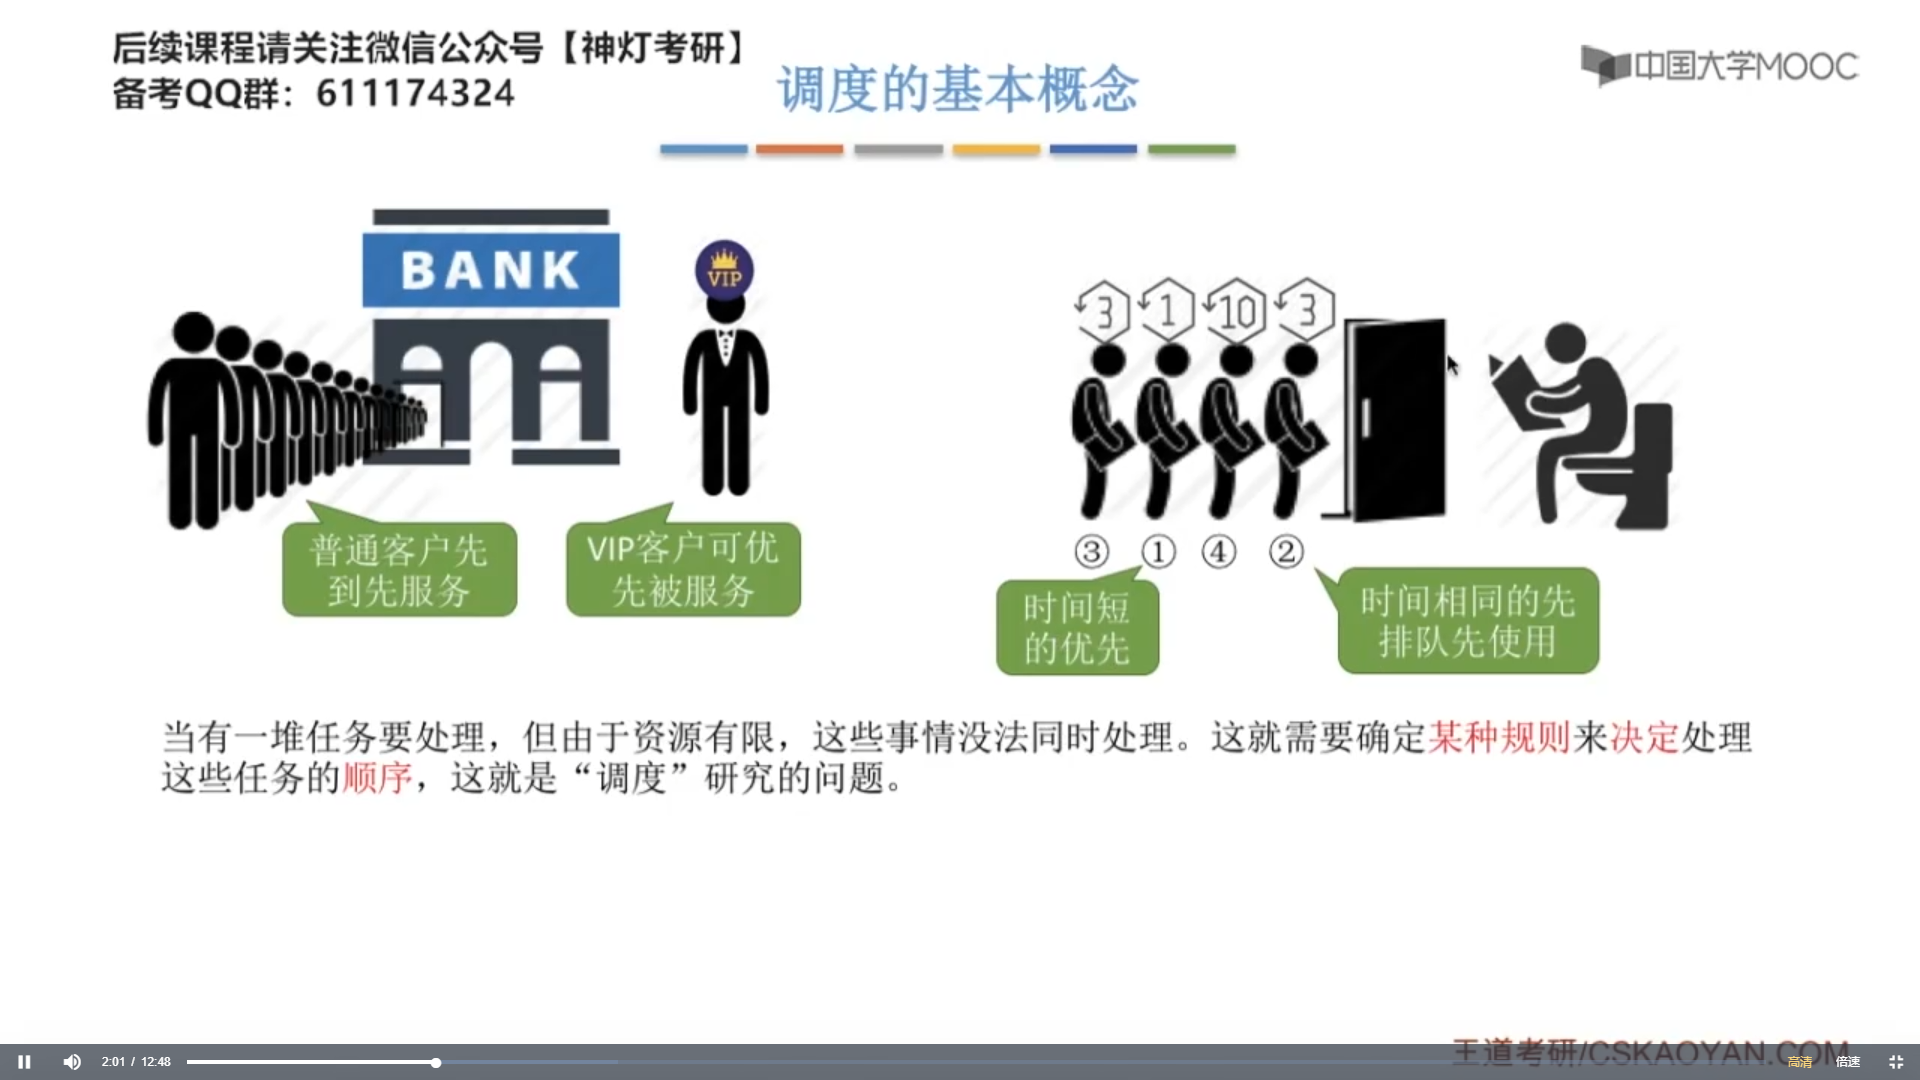 后续课程请关注微信公众号【神灯考研】
备考QQ群：611174324
中国大学MOOC
调度的基本概念
BANK
VIP
3 1 10 3
③ ① ④ ②
普通客户先
到先服务
VIP客户可优
先被服务
时间短
的优先
时间相同的先
排队先使用
当有一堆任务要处理，但由于资源有限，这些事情没法同时处理。这就需要确定某种规则来决定处理
这些任务的顺序，这就是“调度”研究的问题。
王道考研/CSKAOYAN.COM
2:01 / 12:48
高清
倍速